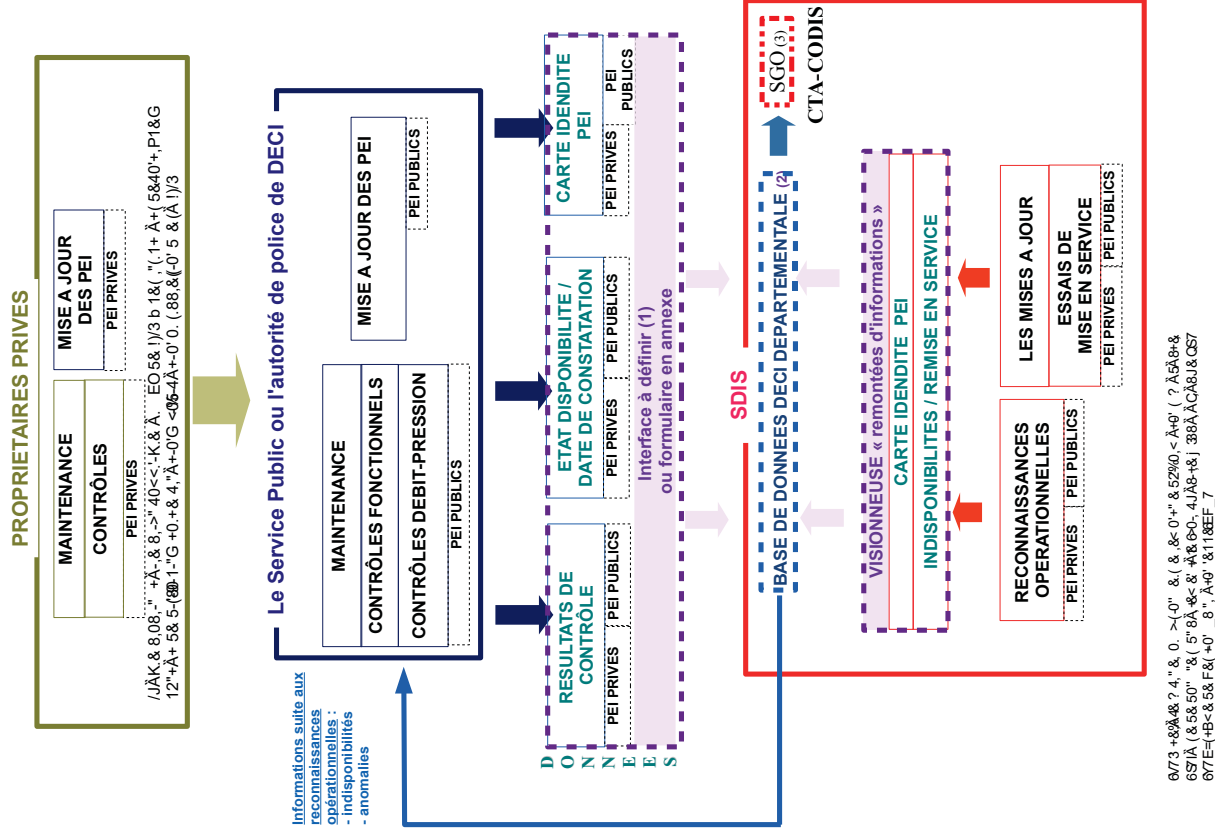 PROPRIETAIRES PRIVES
MAINTENANCE
CONTRÔLES
PEI PRIVES
MISE A JOUR
DES PEI
PEI PRIVES
Le Service Public ou l'autorité de police de DECI
MAINTENANCE
CONTRÔLES FONCTIONNELS
CONTRÔLES DEBIT-PRESSION
PEI PUBLICS
MISE A JOUR DES PEI
PEI PUBLICS
Informations suite aux
reconnaissances
opérationnelles :
- indisponibilités
- anomalies
D
O
N
N
E
E
S
RESULTATS DE
CONTRÔLE
PEI PRIVES
PEI PUBLICS
ETAT DISPONIBILITE /
DATE DE CONSTATATION
PEI PRIVES
PEI PUBLICS
CARTE IDENDITE
PEI
PEI PRIVES
PEI
PUBLICS
Interface à définir (1)
ou formulaire en annexe
SDIS
BASE DE DONNEES DECI DEPARTEMENTALE (2)
SGO (3)
CTA-CODIS
VISIONNEUSE « remontées d'informations »
CARTE IDENDITE PEI
INDISPONIBILITES / REMISE EN SERVICE
RECONNAISSANCES
OPERATIONNELLES
PEI PRIVES
PEI PUBLICS
LES MISES A JOUR
ESSAIS DE
MISE EN SERVICE
PEI PRIVES
PEI PUBLICS